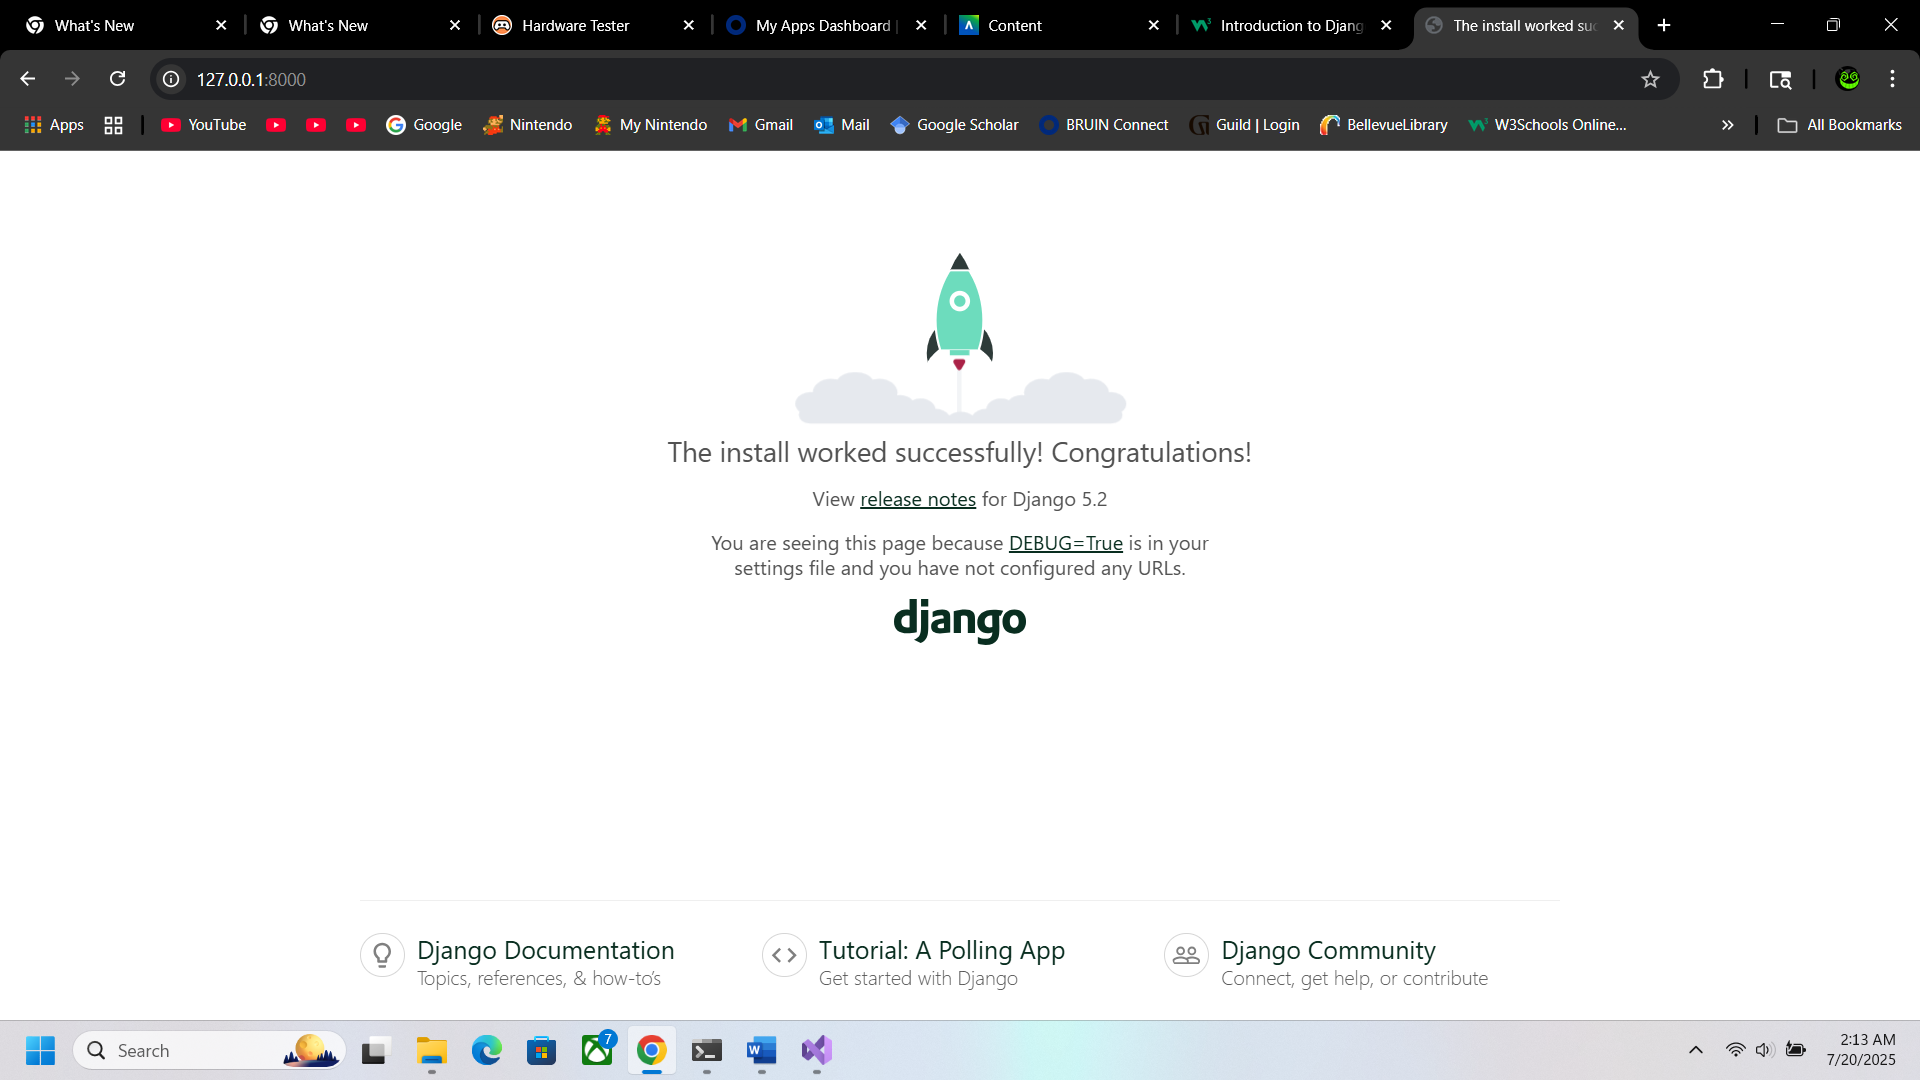 What's New
What's New
Hardware Tester
My Apps Dashboard |
Content
Introduction to Djang
The install worked suc
127.0.0.1:8000
Apps
YouTube
Google
Nintendo
My Nintendo
Gmail
Mail
Google Scholar
BRUIN Connect
Guild | Login
BellevueLibrary
W3Schools Online...
All Bookmarks
The install worked successfully! Congratulations!
View release notes for Django 5.2
You are seeing this page because DEBUG=True is in your
settings file and you have not configured any URLs.
django
Django Documentation
Topics, references, & how-to's
Tutorial: A Polling App
Get started with Django
Django Community
Connect, get help, or contribute
Search
7
2:13 AM
7/20/2025